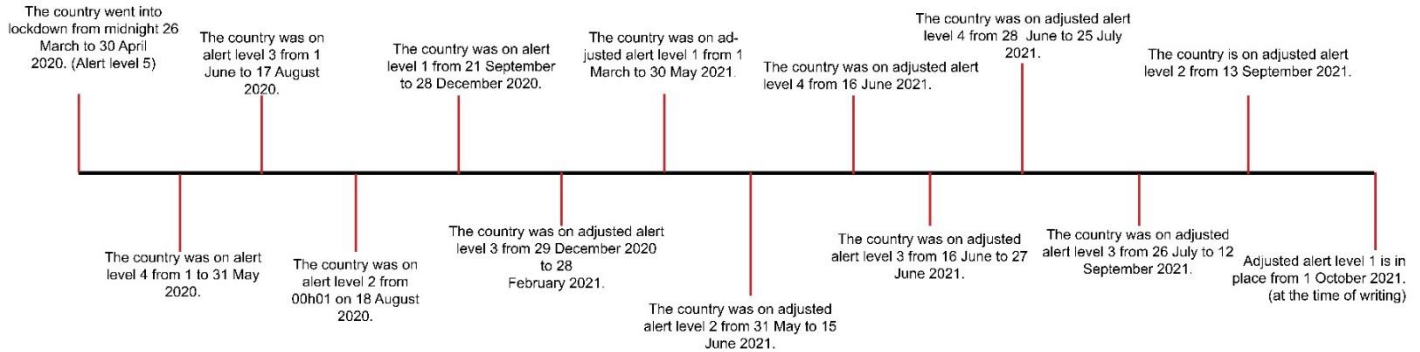 The country went into
lockdown from midnight 26
March to 30 April
2020. (Alert level 5)
The country was on alert
level 4 from 1 to 31 May
2020.
The country was on
alert level 3 from 1
June to 17 August
2020.
The country was on
alert level 2 from
00h01 on 18 August
2020.
The country was on alert
level 1 from 21 September
to 28 December 2020.
The country was on adjusted alert
level 3 from 29 December 2020
to 28
February 2021.
The country was on ad-
justed alert level 1 from 1
March to 30 May 2021.
The country was on adjusted
alert level 2 from 31 May to 15
June 2021.
The country was on adjusted alert
level 4 from 16 June 2021.
The country was on adjusted
alert level 3 from 16 June to 27
June 2021.
The country was on adjusted alert
level 4 from 28 June to 25 July
2021.
The country was on adjusted
alert level 3 from 26 July to 12
September 2021.
The country is on adjusted alert
level 2 from 13 September 2021.
Adjusted alert level 1 is in
place from 1 October 2021.
(at the time of writing)